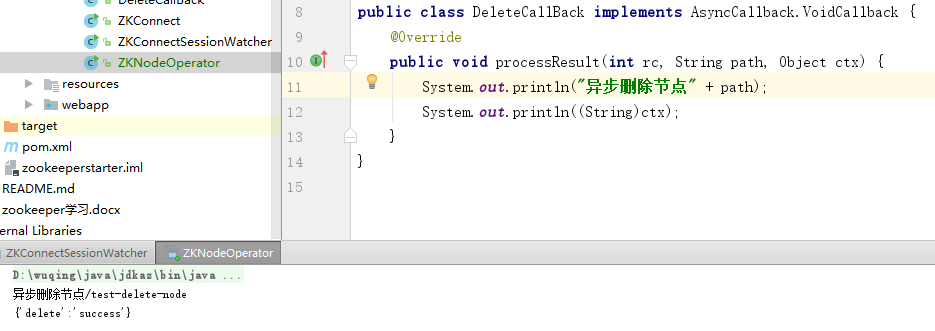 DeleteCallBack
ZKConnect
ZKConnectSessionWatcher
ZKNodeOperator
resources
webapp
target
pom.xml
zookeeperstarter.iml
README.md
zookeeper学习.docx
ernal Libraries
8 public class DeleteCallBack implements AsyncCallback.VoidCallback {
9 @Override
10 public void processResult(int rc, String path, Object ctx) {
11 System.out.println("异步删除节点" + path);
12 System.out.println((String)ctx);
13 }
14 }
15
ZKConnectSessionWatcher ZKNodeOperator
D:\wuqing\java\jdkaz\bin\java ...
异步删除节点/test-delete-node
{'delete':'success'}